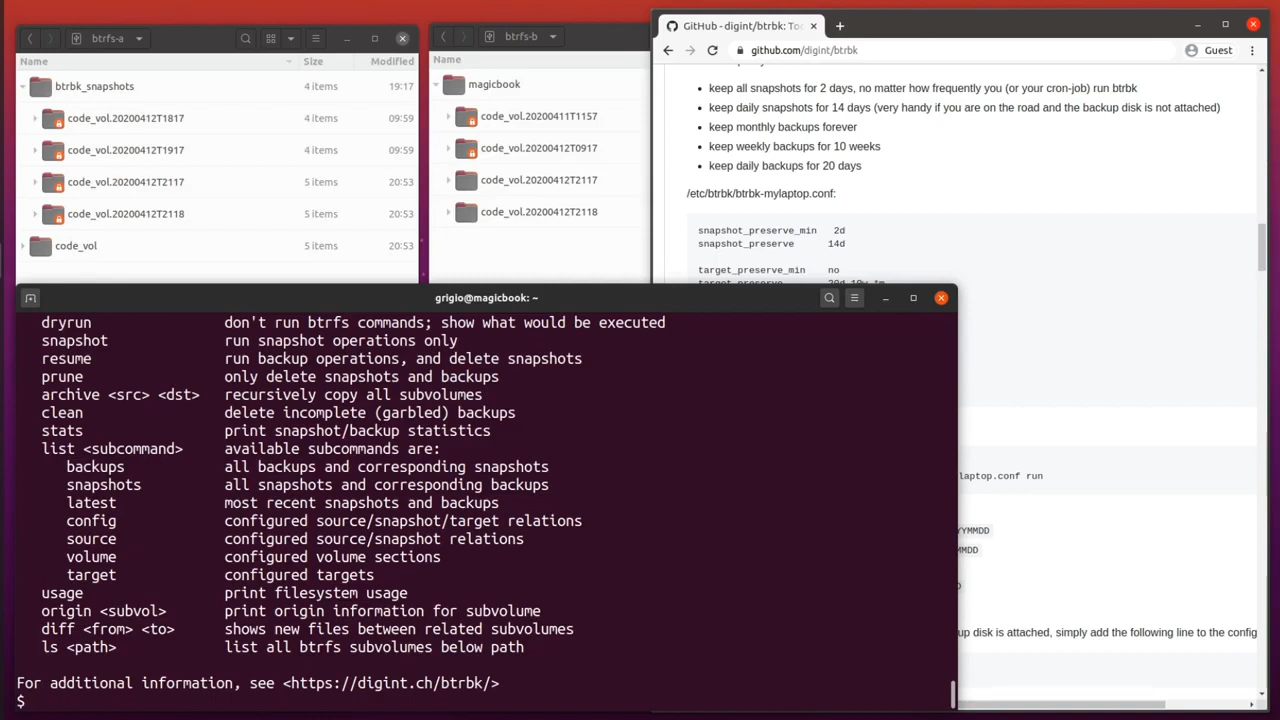 btrfs-a
Name Size Modified
btrbk_snapshots 4 items 19:17
code_vol.20200412T1817 4 items 09:59
code_vol.20200412T1917 4 items 09:59
code_vol.20200412T2117 5 items 20:53
code_vol.20200412T2118 5 items 20:53
code_vol 5 items 20:53
btrfs-b
Name
magicbook
code_vol.20200411T1157
code_vol.20200412T0917
code_vol.20200412T2117
code_vol.20200412T2118
GitHub - digint/btrbk: Too
github.com/digint/btrbk
Guest
• keep all snapshots for 2 days, no matter how frequently you (or your cron-job) run btrbk
• keep daily snapshots for 14 days (very handy if you are on the road and the backup disk is not attached)
• keep monthly backups forever
• keep weekly backups for 10 weeks
• keep daily backups for 20 days
/etc/btrbk/btrbk-mylaptop.conf:
snapshot_preserve_min 2d
snapshot_preserve 14d
target_preserve_min no
target_preserve 20d 10w *m
laptop.conf run
YYMMDD
MMDD
up disk is attached, simply add the following line to the config
grigio@magicbook: ~
dryrun don't run btrfs commands; show what would be executed
snapshot run snapshot operations only
resume run backup operations, and delete snapshots
prune only delete snapshots and backups
archive <src> <dst> recursively copy all subvolumes
clean delete incomplete (garbled) backups
stats print snapshot/backup statistics
list <subcommand> available subcommands are:
backups all backups and corresponding snapshots
snapshots all snapshots and corresponding backups
latest most recent snapshots and backups
config configured source/snapshot/target relations
source configured source/snapshot relations
volume configured volume sections
target configured targets
usage print filesystem usage
origin <subvol> print origin information for subvolume
diff <from> <to> shows new files between related subvolumes
ls <path> list all btrfs subvolumes below path
For additional information, see <https://digint.ch/btrbk/>
$